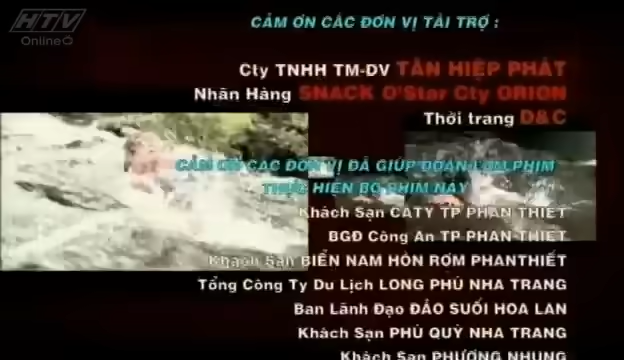 HTV
Online
CẢM ƠN CÁC ĐƠN VỊ TÀI TRỢ :
Cty TNHH TM-DV TÂN HIỆP PHÁT
Nhãn Hàng SNACK O'Star Cty ORION
Thời trang D&C
CẢM ƠN CÁC ĐƠN VỊ ĐÃ GIÚP ĐOÀN LÀM PHIM
THỰC HIỆN BỘ PHIM NÀY
Khách Sạn CATY TP PHAN THIẾT
BGĐ Công An TP PHAN THIẾT
Khách Sạn BIỂN NAM HÒN RƠM PHANTHIẾT
Tổng Công Ty Du Lịch LONG PHÚ NHA TRANG
Ban Lãnh Đạo ĐẢO SUỐI HOA LAN
Khách Sạn PHÚ QUÝ NHA TRANG
Khách Sạn PHƯƠNG NHUNG